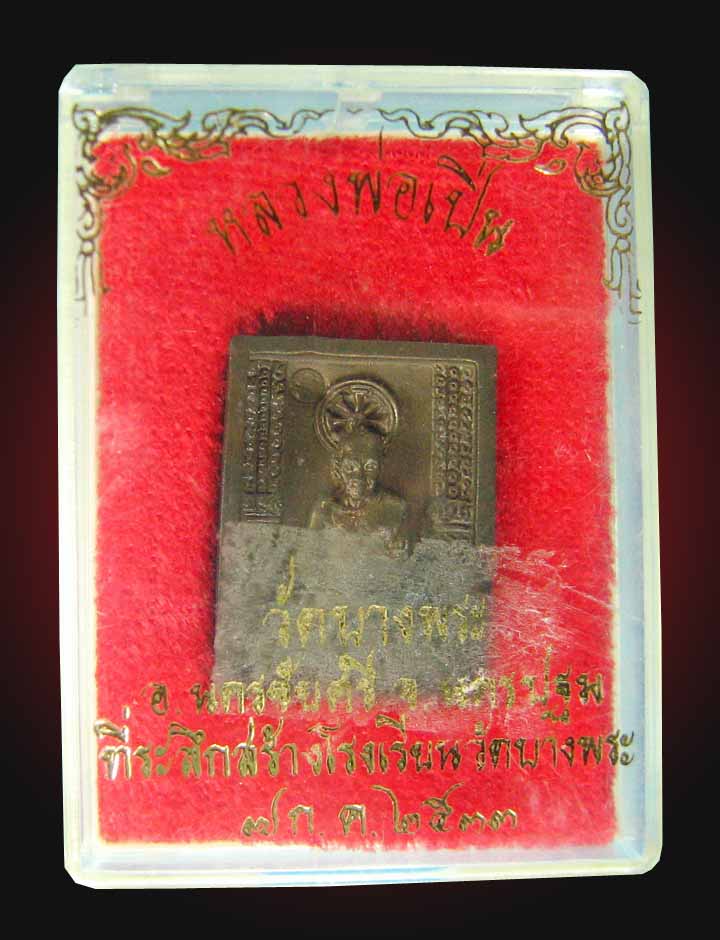 หลวงพ่อเปิ่น
วัดบางพระ
อ.นครชัยศรี จ.นครปฐม
ที่ระลึกสร้างโรงเรียนวัดบางพระ
๗ ก.ค.๒๕๓๓